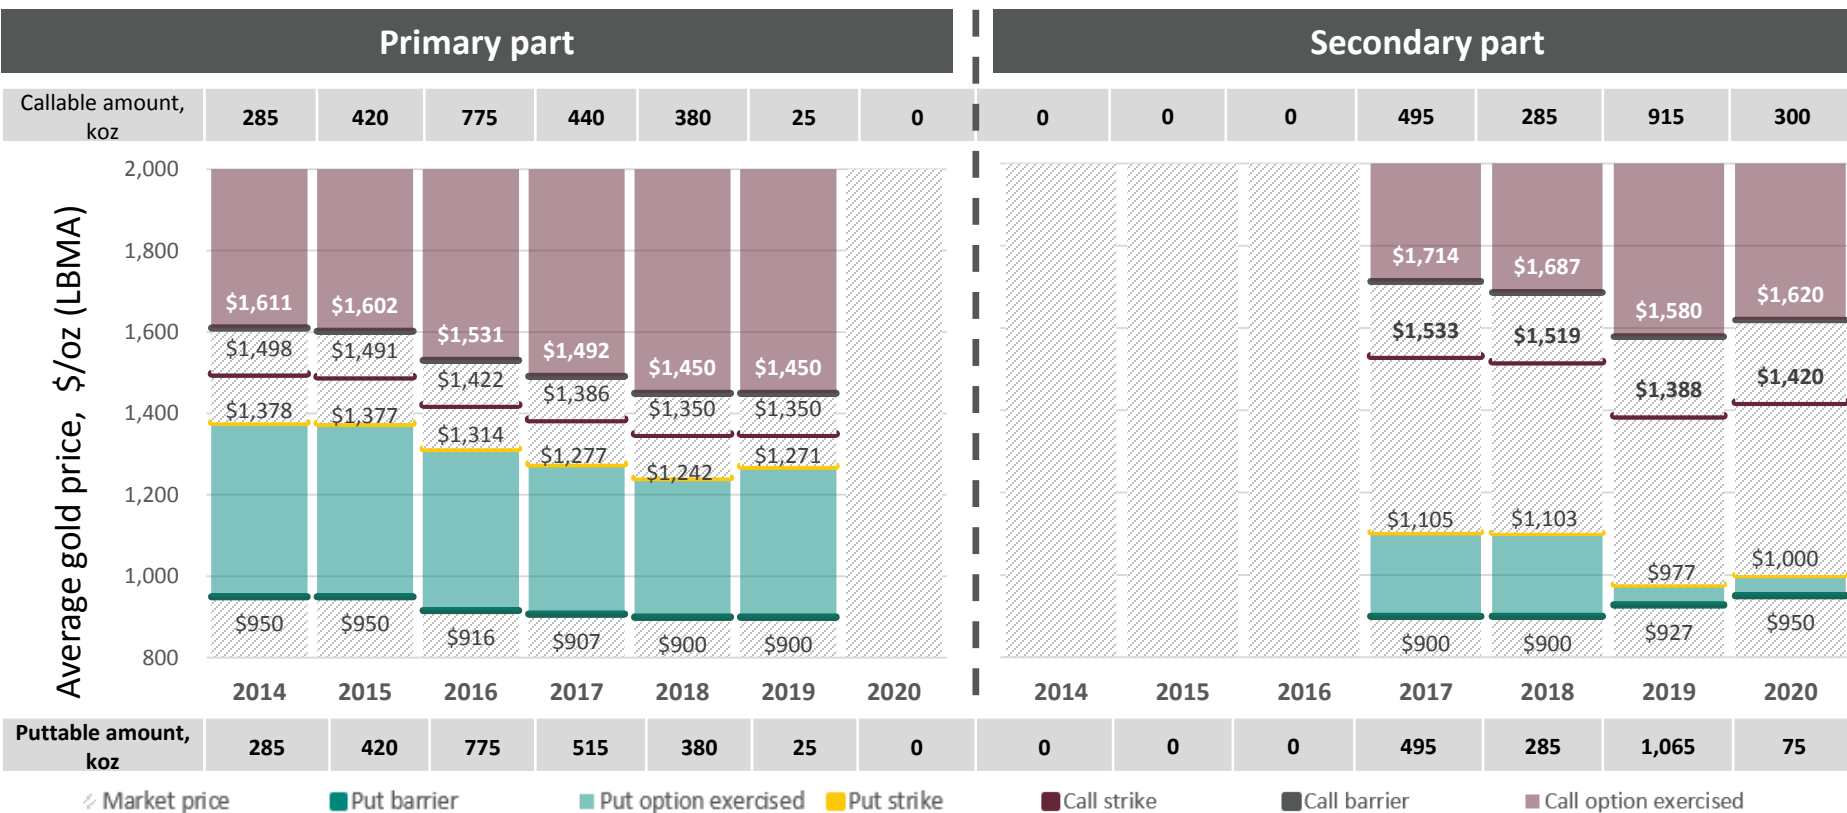 Primary part
Secondary part
Callable amount, koz 285 420 775 440 380 25 0 0 0 0 495 285 915 300
Average gold price, $/oz (LBMA)
2,000
1,800
1,600
1,400
1,200
1,000
800
$1,611 $1,602 $1,531 $1,492 $1,450 $1,450
$1,498 $1,491 $1,422 $1,386 $1,350 $1,350
$1,378 $1,377 $1,314 $1,277 $1,242 $1,271
$950 $950 $916 $907 $900 $900
2014 2015 2016 2017 2018 2019 2020
$1,714 $1,687 $1,580 $1,620
$1,533 $1,519 $1,388 $1,420
$1,105 $1,103 $977 $1,000
$900 $900 $927 $950
2014 2015 2016 2017 2018 2019 2020
Puttable amount, koz 285 420 775 515 380 25 0 0 0 0 495 285 1,065 75
Market price Put barrier Put option exercised Put strike Call strike Call barrier Call option exercised